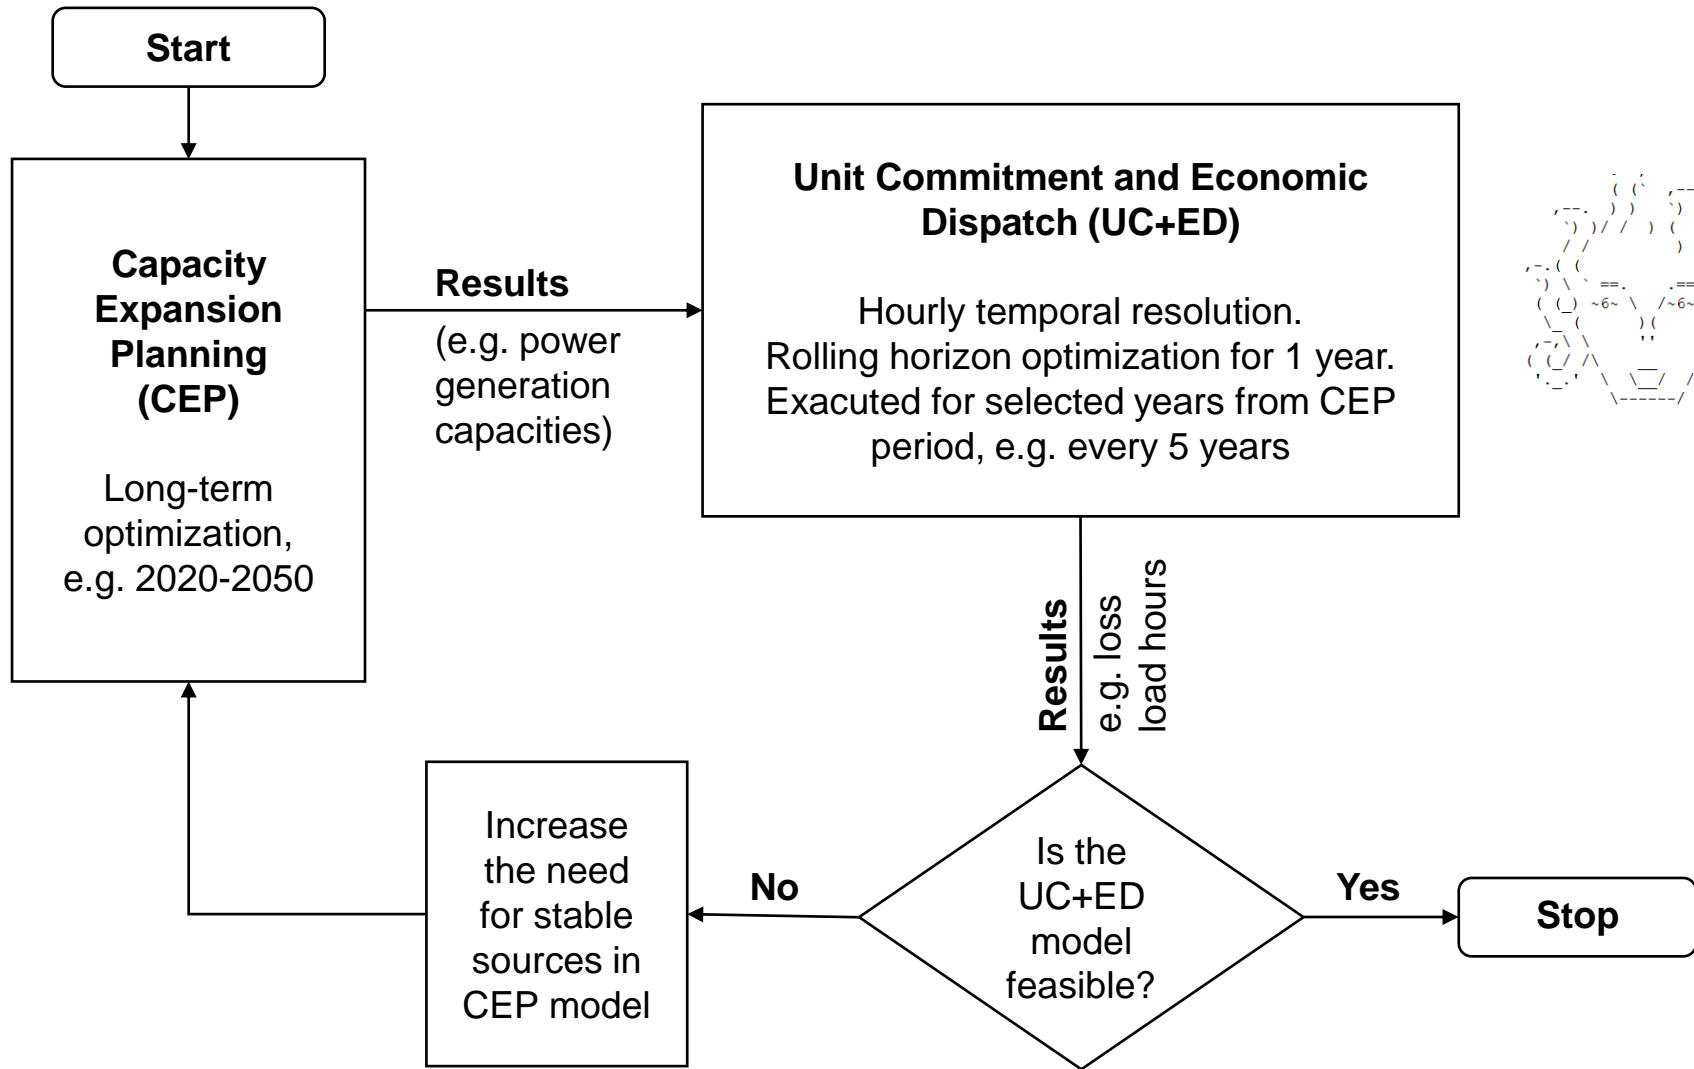 Start
Capacity
Expansion
Planning
(CEP)
Long-term
optimization,
e.g. 2020-2050
Results
(e.g. power
generation
capacities)
Unit Commitment and Economic
Dispatch (UC+ED)
Hourly temporal resolution.
Rolling horizon optimization for 1 year.
Exacuted for selected years from CEP
period, e.g. every 5 years
Results
e.g. loss
load hours
Is the
UC+ED
model
feasible?
No
Increase
the need
for stable
sources in
CEP model
Yes
Stop